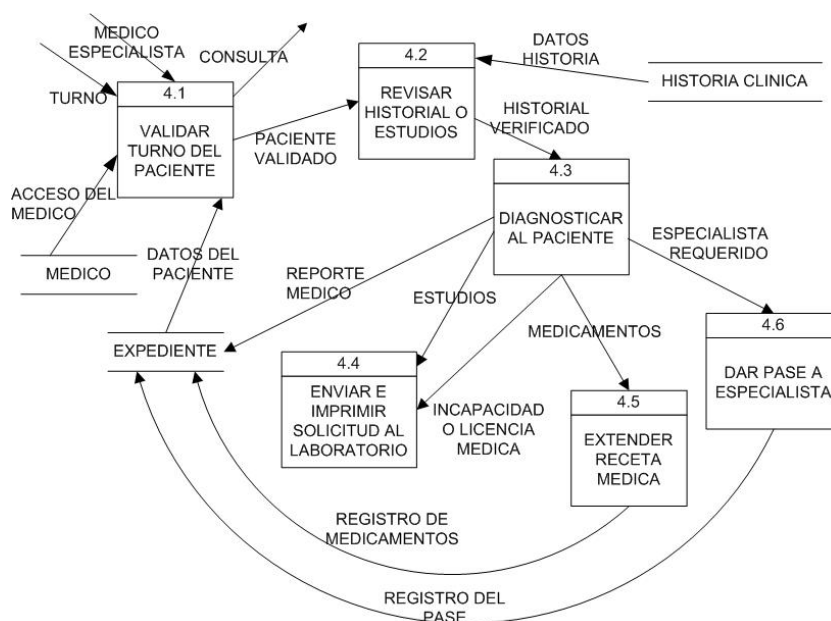 MEDICO
ESPECIALISTA
CONSULTA
TURNO
4.1
VALIDAR
TURNO DEL
PACIENTE
4.2
REVISAR
HISTORIAL O
ESTUDIOS
DATOS
HISTORIA
HISTORIA CLINICA
PACIENTE
VALIDADO
HISTORIAL
VERIFICADO
ACCESO DEL
MEDICO
MEDICO
DATOS DEL
PACIENTE
4.3
DIAGNOSTICAR
AL PACIENTE
ESPECIALISTA
REQUERIDO
REPORTE
MEDICO
ESTUDIOS
MEDICAMENTOS
EXPEDIENTE
4.4
ENVIAR E
IMPRIMIR
SOLICITUD AL
LABORATORIO
INCAPACIDAD
O LICENCIA
MEDICA
4.5
EXTENDER
RECETA
MEDICA
4.6
DAR PASE A
ESPECIALISTA
REGISTRO DE
MEDICAMENTOS
REGISTRO DEL
PASE